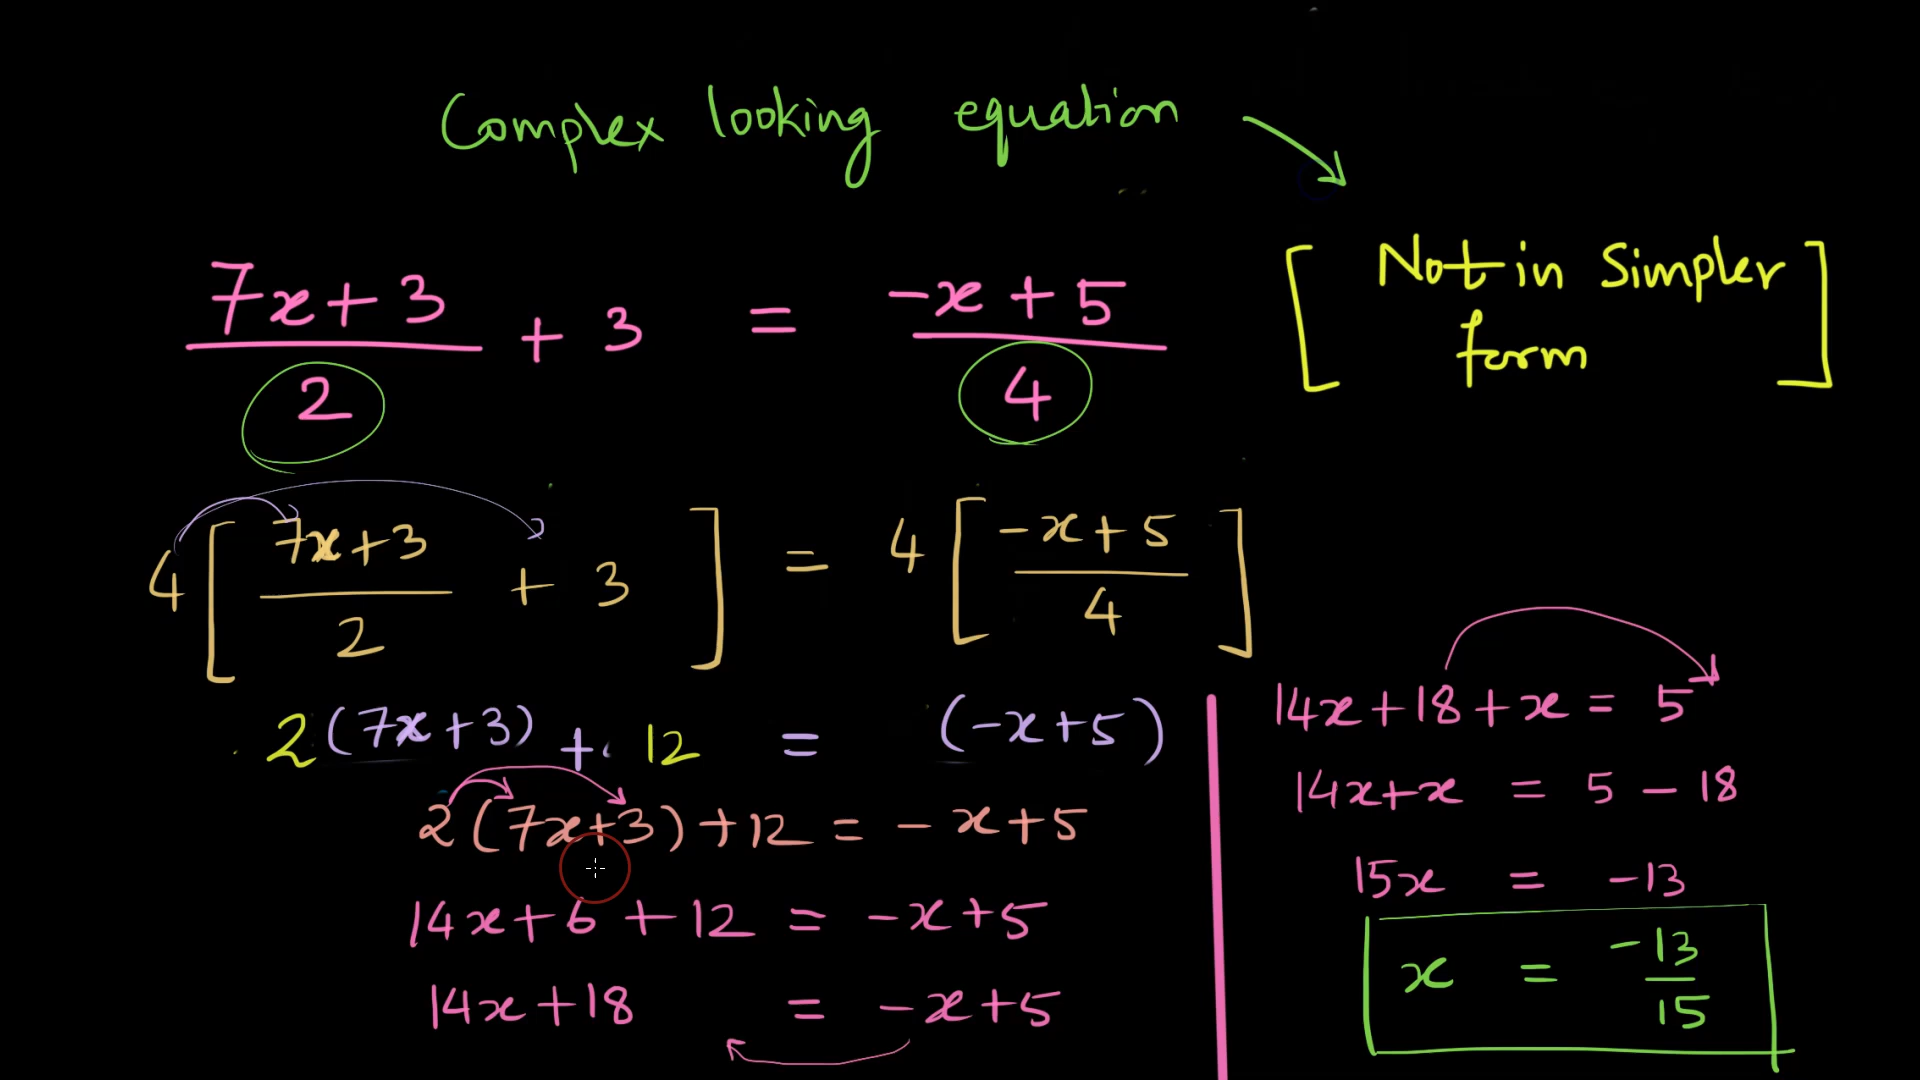 Complex looking equation
[Not in Simpler
form]
7x+3/2 + 3 = -x+5/4
4[7x+3/2 + 3] = 4[-x+5/4]
2(7x+3) + 12 = (-x+5)
2(7x+3)+12 = -x+5
14x+6+12 = -x+5
14x+18 = -x+5
14x+18+x = 5
14x+x = 5-18
15x = -13
x = -13/15